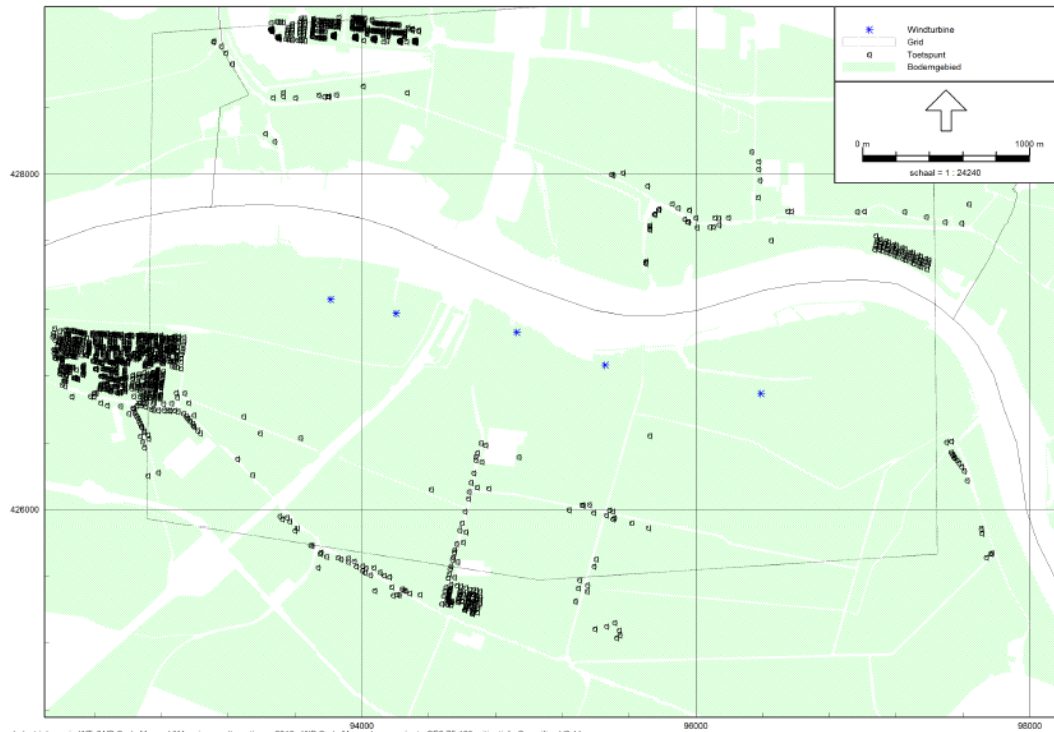 Windturbine
Grid
Toetspunt
Bodemgebied
0 m
1000 m
schaal = 1 : 24240
428000
426000
94000
96000
98000